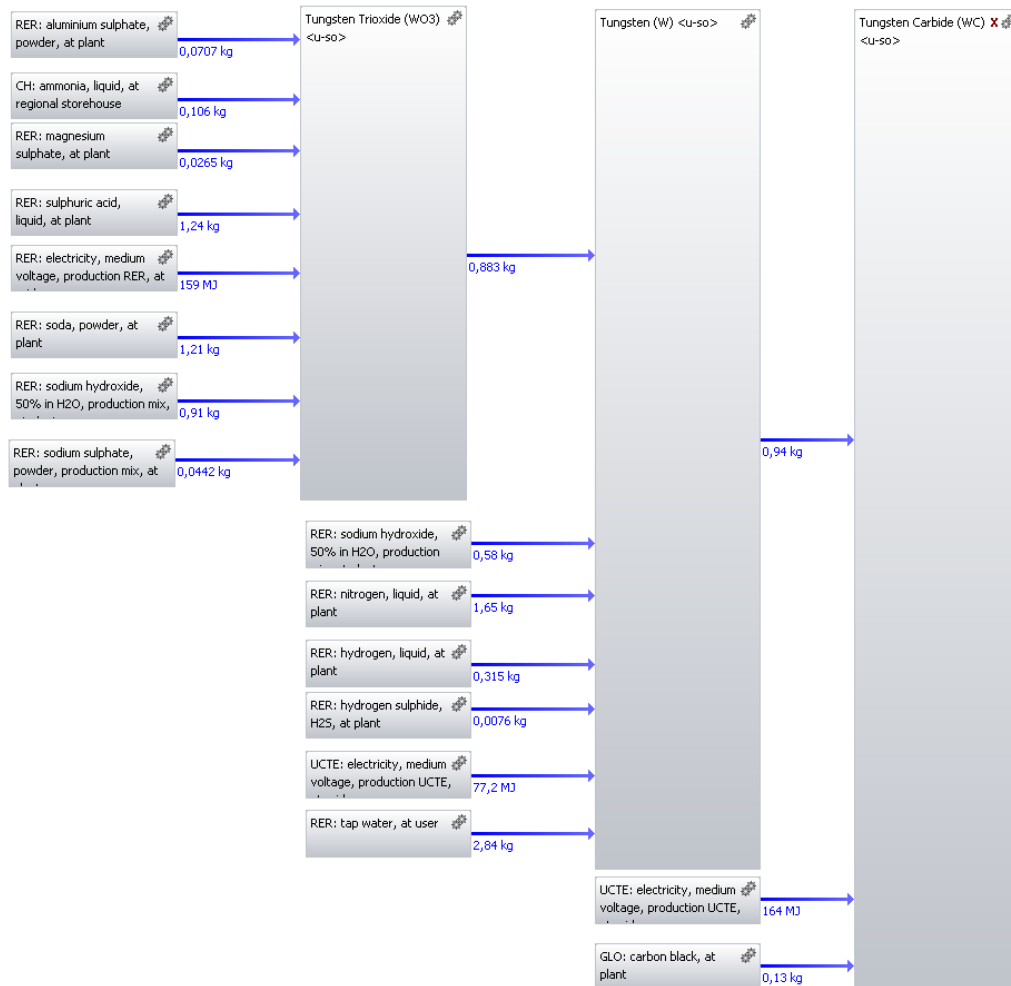 RER: aluminium sulphate,
powder, at plant
0,0707 kg
CH: ammonia, liquid, at
regional storehouse
0,106 kg
RER: magnesium
sulphate, at plant
0,0265 kg
RER: sulphuric acid,
liquid, at plant
1,24 kg
RER: electricity, medium
voltage, production RER, at
159 MJ
RER: soda, powder, at
plant
1,21 kg
RER: sodium hydroxide,
50% in H2O, production mix,
0,91 kg
RER: sodium sulphate,
powder, production mix, at
0,0442 kg
Tungsten Trioxide (WO3)
<u-so>
0,883 kg
RER: sodium hydroxide,
50% in H2O, production
0,58 kg
RER: nitrogen, liquid, at
plant
1,65 kg
RER: hydrogen, liquid, at
plant
0,315 kg
RER: hydrogen sulphide,
H2S, at plant
0,0076 kg
UCTE: electricity, medium
voltage, production UCTE,
77,2 MJ
RER: tap water, at user
2,84 kg
Tungsten (W) <u-so>
0,94 kg
UCTE: electricity, medium
voltage, production UCTE,
164 MJ
GLO: carbon black, at
plant
0,13 kg
Tungsten Carbide (WC) X
<u-so>